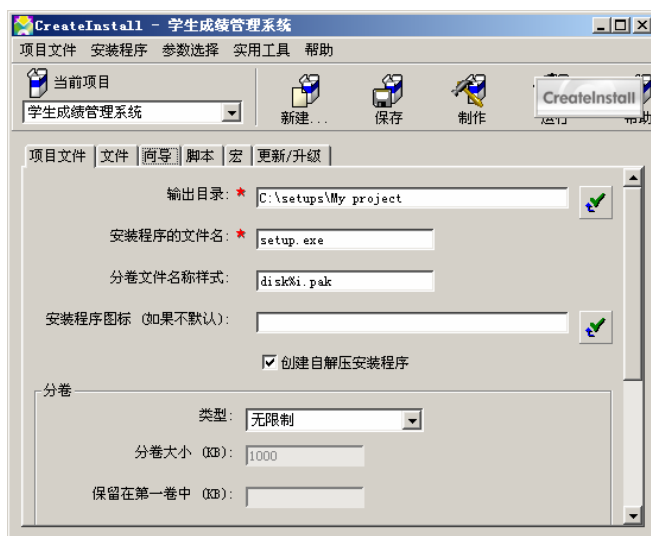 CreateInstall - 学生成绩管理系统
项目文件 安装程序 参数选择 实用工具 帮助
当前项目
学生成绩管理系统
新建... 保存 制作 运行 帮助
CreateInstall
项目文件 文件 向导 脚本 宏 更新/升级
输出目录: * C:\setups\My project
安装程序的文件名: * setup.exe
分卷文件名称样式: disk%i.pak
安装程序图标 (如果不默认):
创建自解压安装程序
分卷
类型: 无限制
分卷大小 (KB): 1000
保留在第一卷中 (KB):